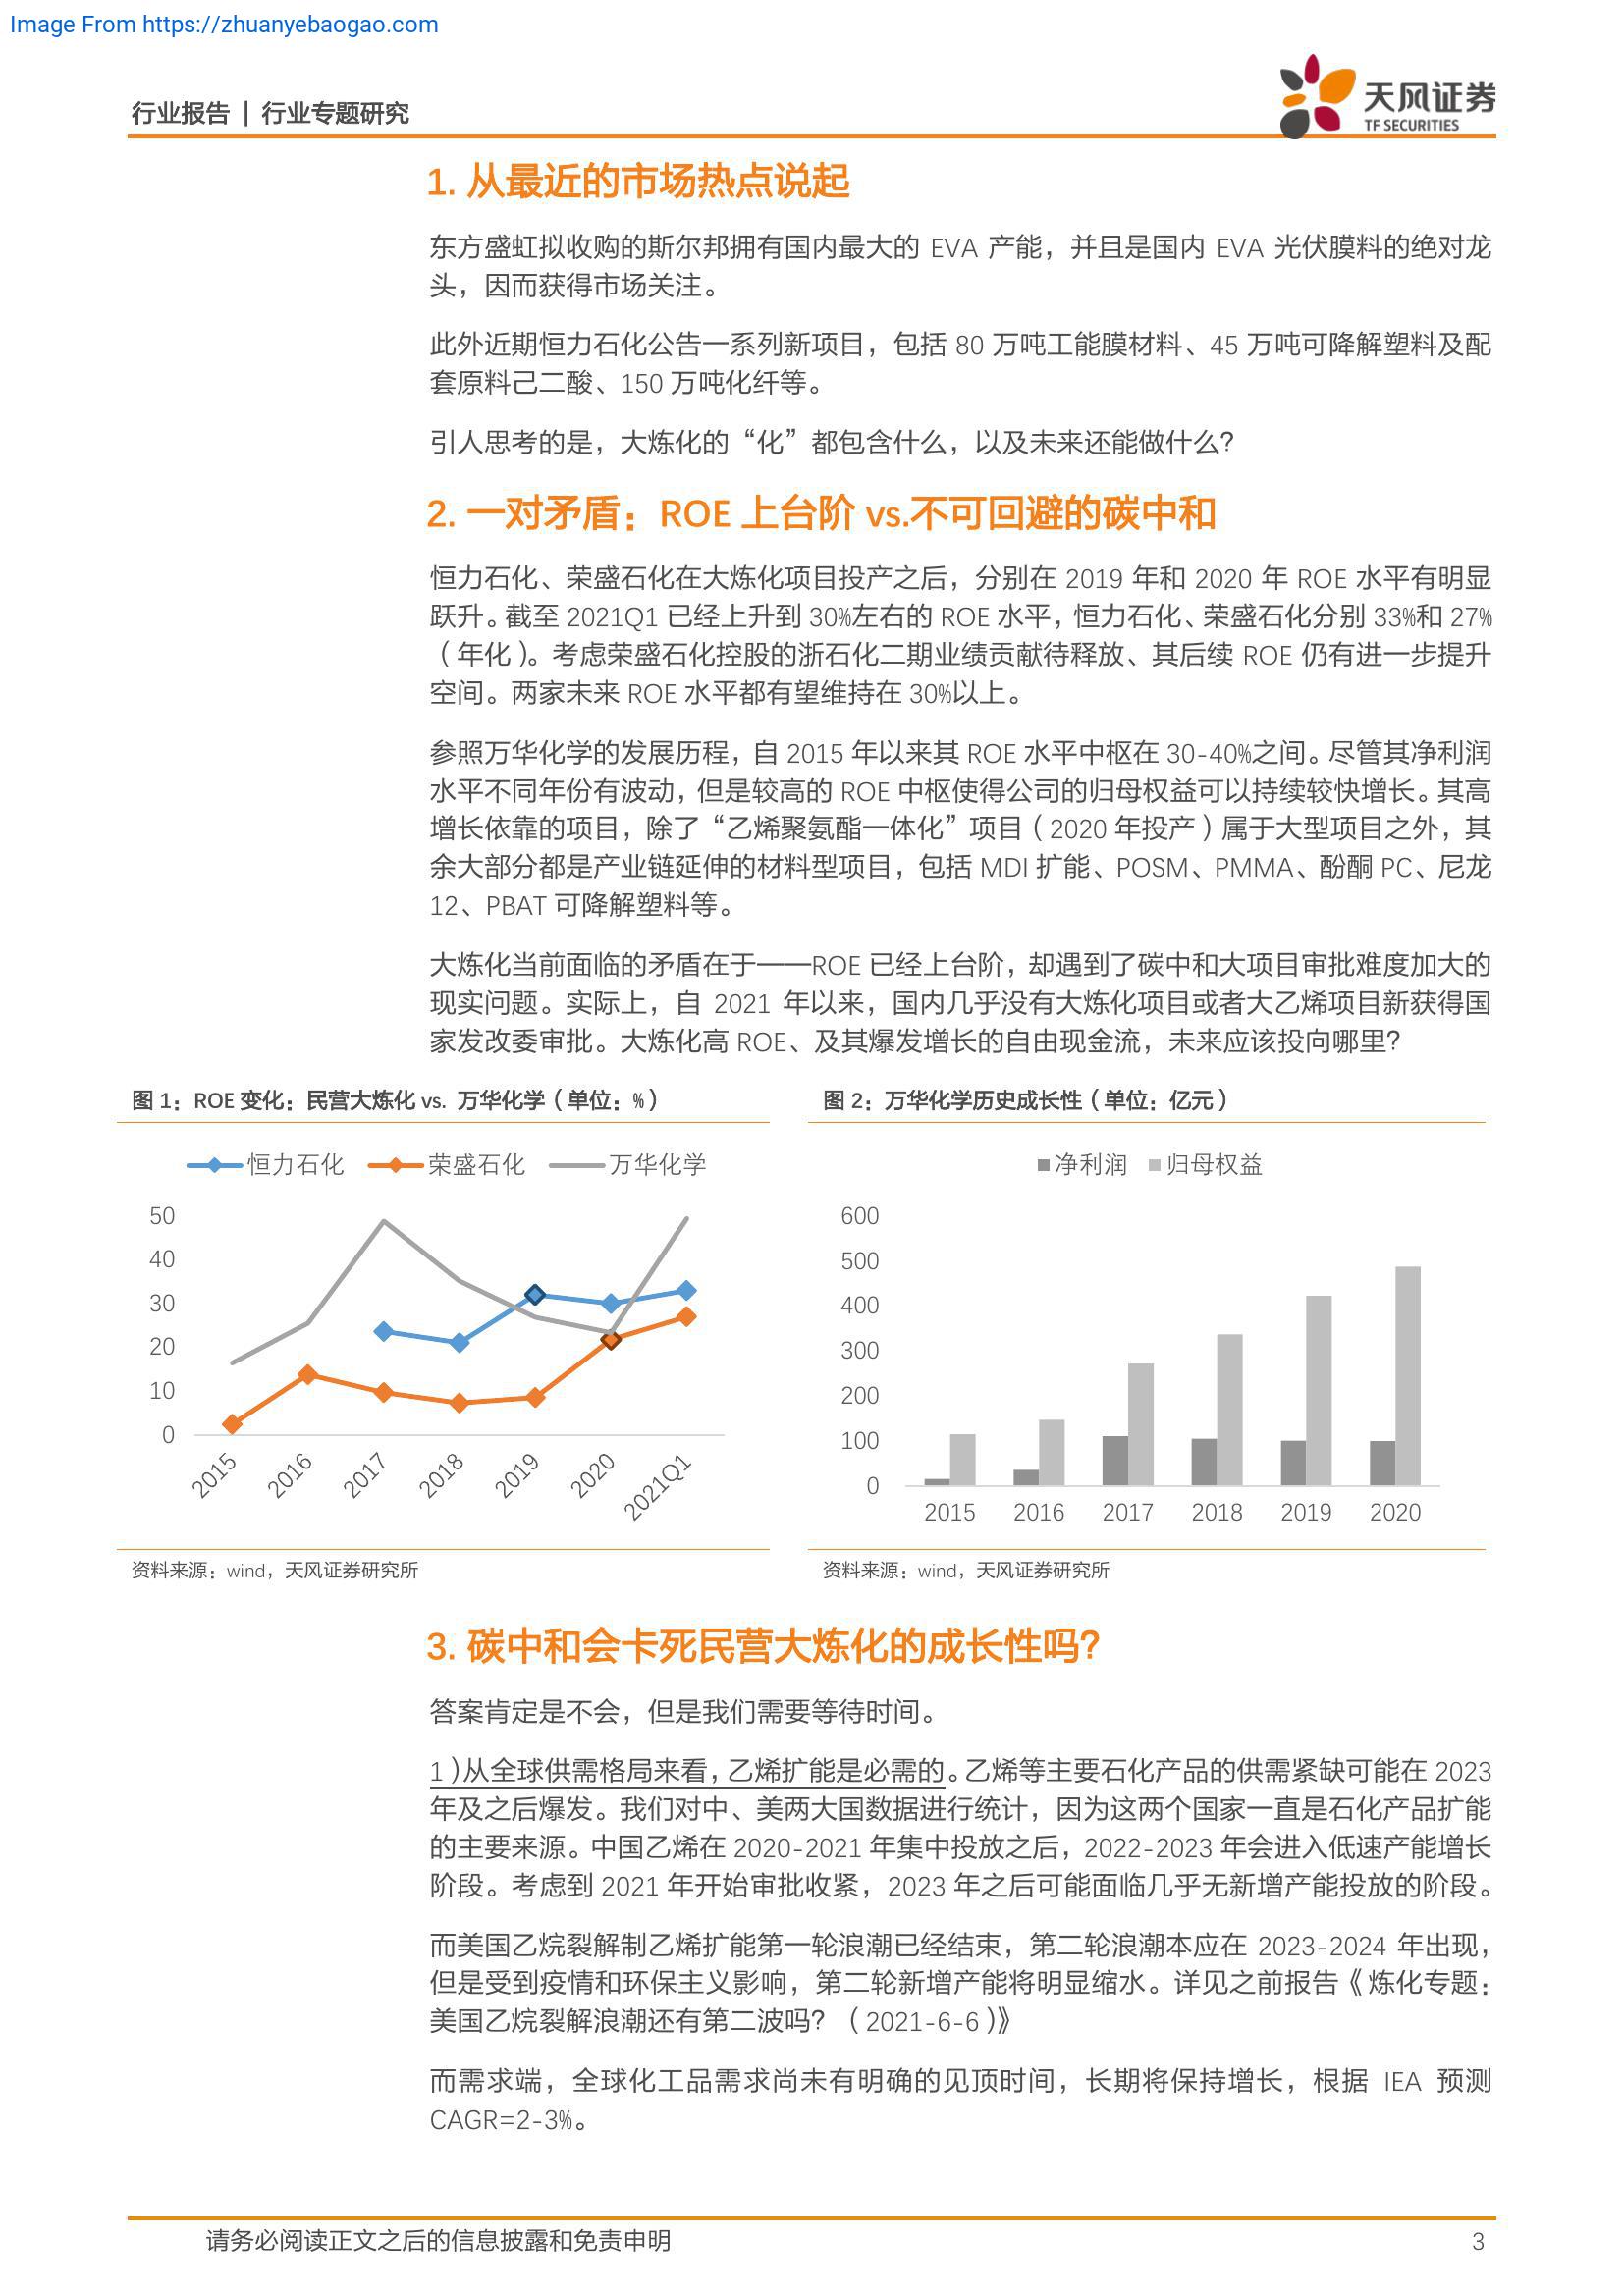 Image From https://zhuanyebaogao.com
行业报告 | 行业专题研究
天风证券
TF SECURITIES
1. 从最近的市场热点说起
东方盛虹拟收购的斯尔邦拥有国内最大的 EVA 产能，并且是国内 EVA 光伏膜料的绝对龙
头，因而获得市场关注。
此外近期恒力石化公告一系列新项目，包括 80 万吨工能膜材料、45 万吨可降解塑料及配
套原料己二酸、150 万吨化纤等。
引人思考的是，大炼化的“化”都包含什么，以及未来还能做什么？
2. 一对矛盾：ROE 上台阶 vs.不可回避的碳中和
恒力石化、荣盛石化在大炼化项目投产之后，分别在 2019 年和 2020 年 ROE 水平有明显
跃升。截至 2021Q1 已经上升到 30%左右的 ROE 水平，恒力石化、荣盛石化分别 33%和 27%
（年化）。考虑荣盛石化控股的浙石化二期业绩贡献待释放、其后续 ROE 仍有进一步提升
空间。两家未来 ROE 水平都有望维持在 30%以上。
参照万华化学的发展历程，自 2015 年以来其 ROE 水平中枢在 30-40%之间。尽管其净利润
水平不同年份有波动，但是较高的 ROE 中枢使得公司的归母权益可以持续较快增长。其高
增长依靠的项目，除了“乙烯聚氨酯一体化”项目（2020 年投产）属于大型项目之外，其
余大部分都是产业链延伸的材料型项目，包括 MDI 扩能、POSM、PMMA、酚酮 PC、尼龙
12、PBAT 可降解塑料等。
大炼化当前面临的矛盾在于——ROE 已经上台阶，却遇到了碳中和大项目审批难度加大的
现实问题。实际上，自 2021 年以来，国内几乎没有大炼化项目或者大乙烯项目新获得国
家发改委审批。大炼化高 ROE、及其爆发增长的自由现金流，未来应该投向哪里？
图 1：ROE 变化：民营大炼化 vs. 万华化学（单位：%）
恒力石化 荣盛石化 万华化学
50
40
30
20
10
0
2015 2016 2017 2018 2019 2020 2021Q1
资料来源：wind，天风证券研究所
图 2：万华化学历史成长性（单位：亿元）
净利润 归母权益
600
500
400
300
200
100
0
2015 2016 2017 2018 2019 2020
资料来源：wind，天风证券研究所
3. 碳中和会卡死民营大炼化的成长性吗？
答案肯定是不会，但是我们需要等待时间。
1）从全球供需格局来看，乙烯扩能是必需的。乙烯等主要石化产品的供需紧缺可能在 2023
年及之后爆发。我们对中、美两大国数据进行统计，因为这两个国家一直是石化产品扩能
的主要来源。中国乙烯在 2020-2021 年集中投放之后，2022-2023 年会进入低速产能增长
阶段。考虑到 2021 年开始审批收紧，2023 年之后可能面临几乎无新增产能投放的阶段。
而美国乙烷裂解制乙烯扩能第一轮浪潮已经结束，第二轮浪潮本应在 2023-2024 年出现，
但是受到疫情和环保主义影响，第二轮新增产能将明显缩水。详见之前报告《炼化专题：
美国乙烷裂解浪潮还有第二波吗？（2021-6-6）》
而需求端，全球化工品需求尚未有明确的见顶时间，长期将保持增长，根据 IEA 预测
CAGR=2-3%。
请务必阅读正文之后的信息披露和免责申明
3